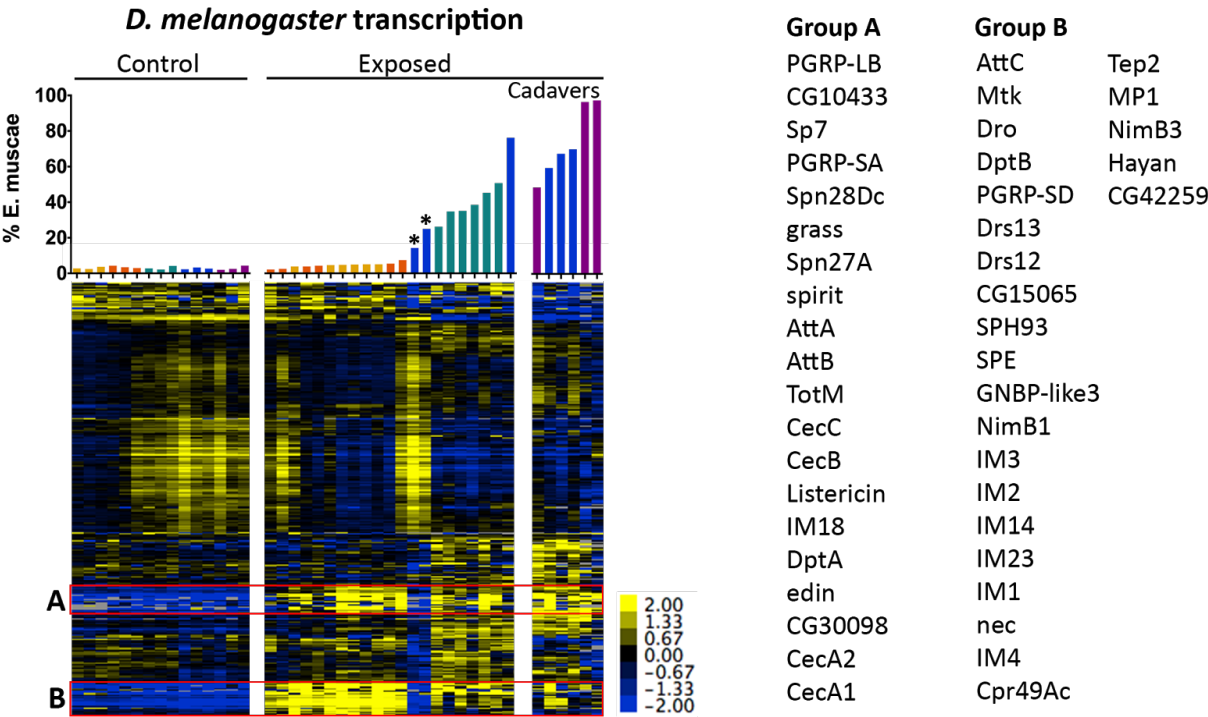 D. melanogaster transcription
Control
Exposed
Cadavers
% E. muscae
100
80
60
40
20
0
*
*
A
B
2.00
1.33
0.67
0.00
-0.67
-1.33
-2.00
Group A
PGRP-LB
CG10433
Sp7
PGRP-SA
Spn28Dc
grass
Spn27A
spirit
AttA
AttB
TotM
CecC
CecB
Listericin
IM18
DptA
edin
CG30098
CecA2
CecA1
Group B
AttC
Mtk
Dro
DptB
PGRP-SD
Drs13
Drs12
CG15065
SPH93
SPE
GNBP-like3
NimB1
IM3
IM2
IM14
IM23
IM1
nec
IM4
Cpr49Ac
Tep2
MP1
NimB3
Hayan
CG42259